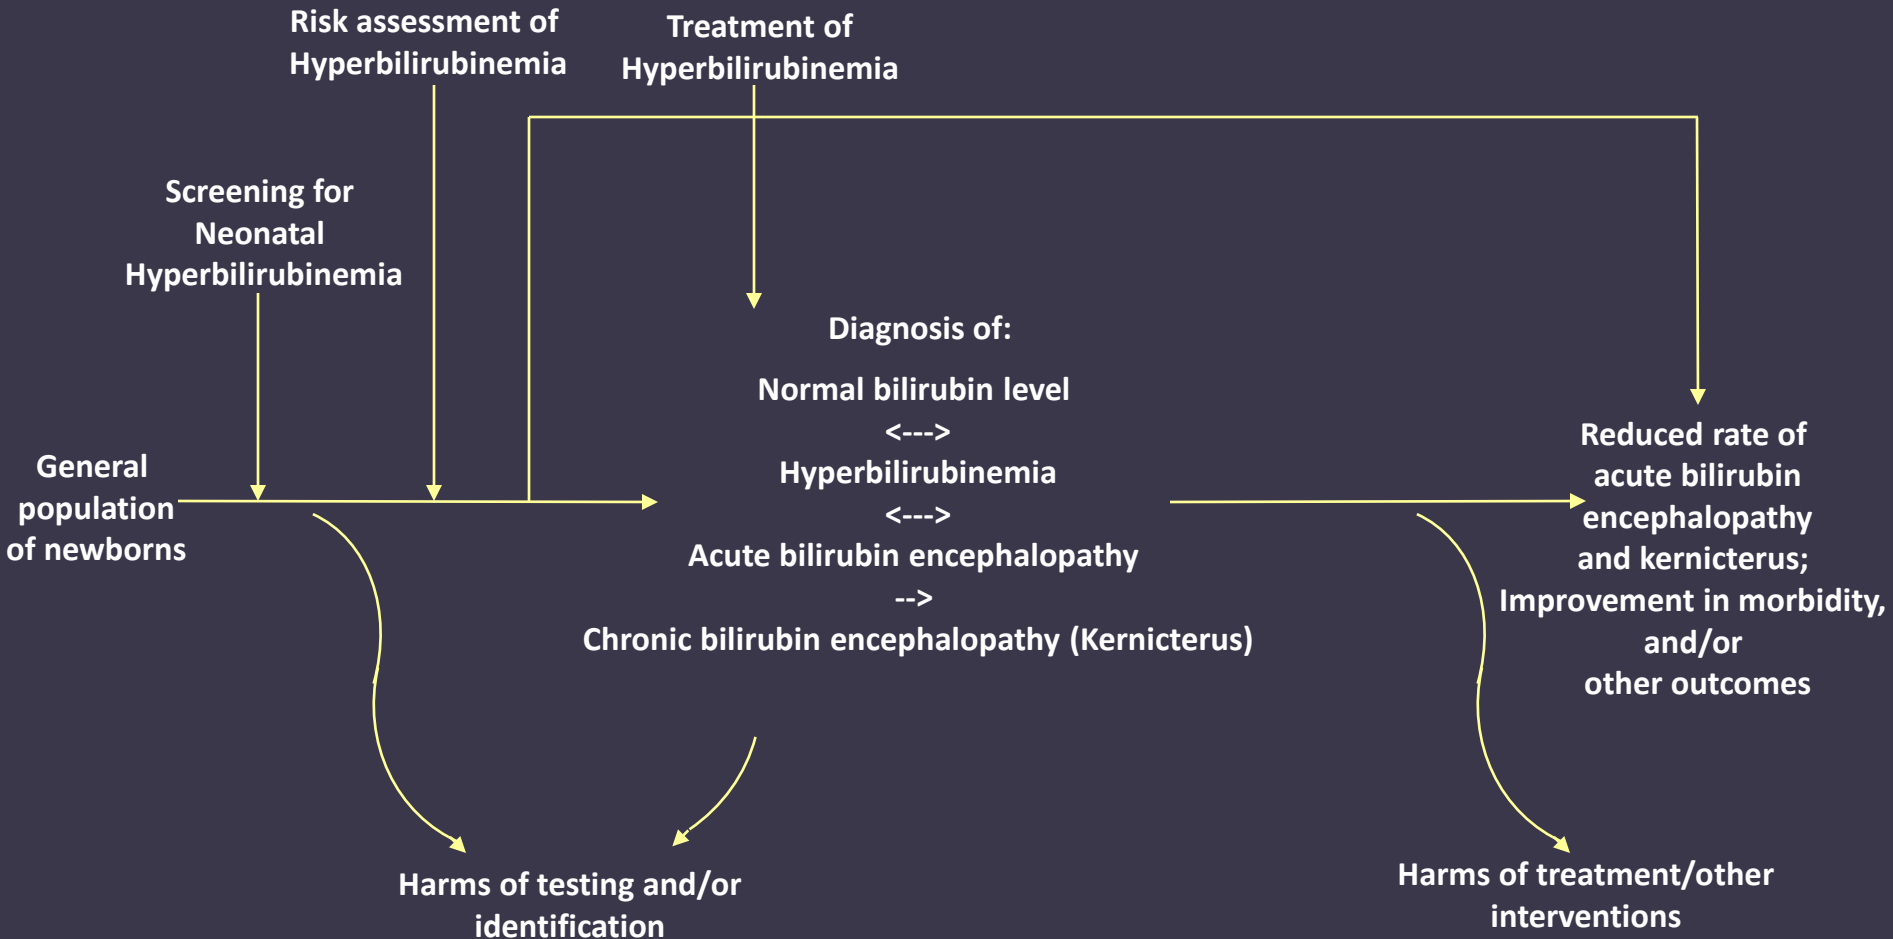 Risk assessment of
Hyperbilirubinemia
Treatment of
Hyperbilirubinemia
Screening for
Neonatal
Hyperbilirubinemia
General
population
of newborns
Diagnosis of:
Normal bilirubin level
<--->
Hyperbilirubinemia
<--->
Acute bilirubin encephalopathy
-->
Chronic bilirubin encephalopathy (Kernicterus)
Reduced rate of
acute bilirubin
encephalopathy
and kernicterus;
Improvement in morbidity,
and/or
other outcomes
Harms of testing and/or
identification
Harms of treatment/other
interventions